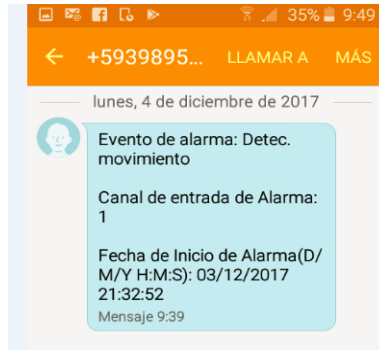 35% 9:49
+5939895... LLAMAR A MÁS
lunes, 4 de diciembre de 2017
Evento de alarma: Detec.
movimiento
Canal de entrada de Alarma:
1
Fecha de Inicio de Alarma(D/
M/Y H:M:S): 03/12/2017
21:32:52
Mensaje 9:39